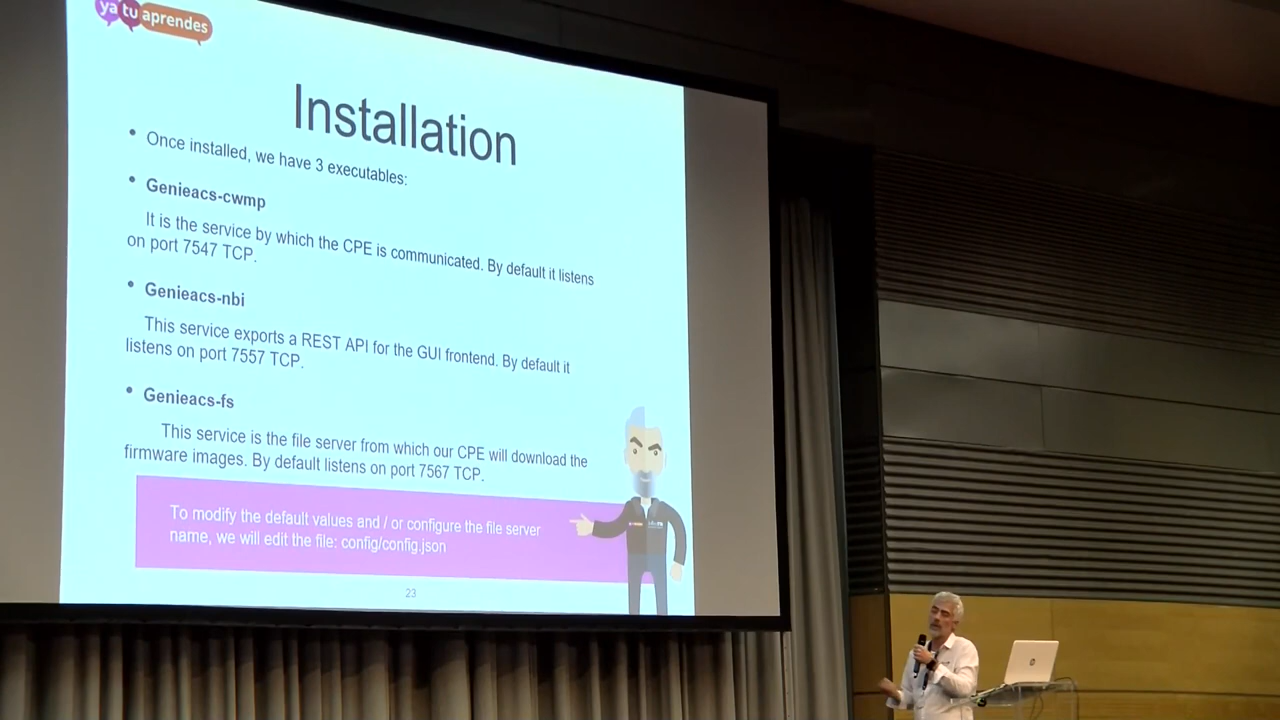 ya tu aprendes
Installation
• Once installed, we have 3 executables:
• Genieacs-cwmp
It is the service by which the CPE is communicated. By default it listens
on port 7547 TCP.
• Genieacs-nbi
This service exports a REST API for the GUI frontend. By default it
listens on port 7557 TCP.
• Genieacs-fs
This service is the file server from which our CPE will download the
firmware images. By default listens on port 7567 TCP.
To modify the default values and / or configure the file server
name, we will edit the file: config/config.json
23
hp